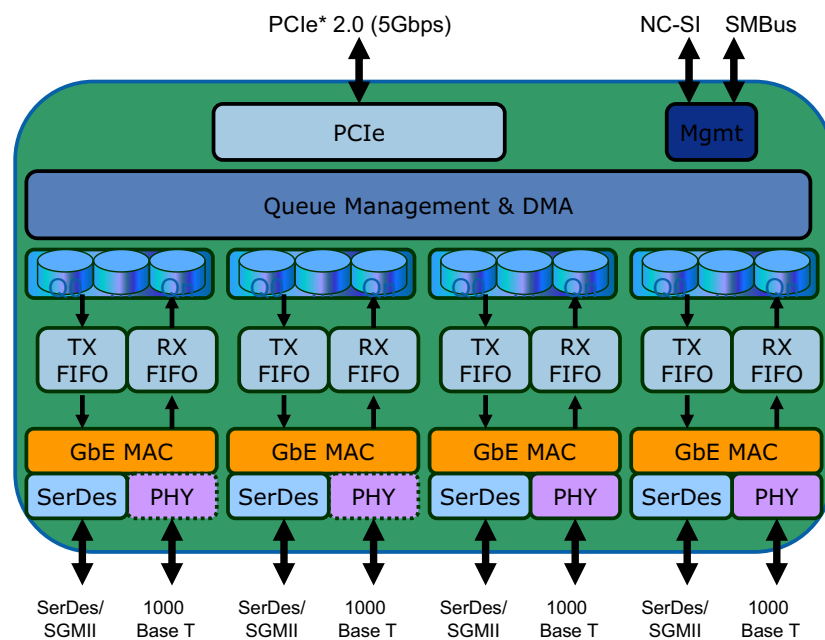 PCIe* 2.0 (5Gbps)
NC-SI SMBus
PCIe
Mgmt
Queue Management & DMA
TX FIFO RX FIFO TX FIFO RX FIFO TX FIFO RX FIFO TX FIFO RX FIFO
GbE MAC GbE MAC GbE MAC GbE MAC
SerDes PHY SerDes PHY SerDes PHY SerDes PHY
SerDes/ 1000 SerDes/ 1000 SerDes/ 1000 SerDes/ 1000
SGMII Base T SGMII Base T SGMII Base T SGMII Base T